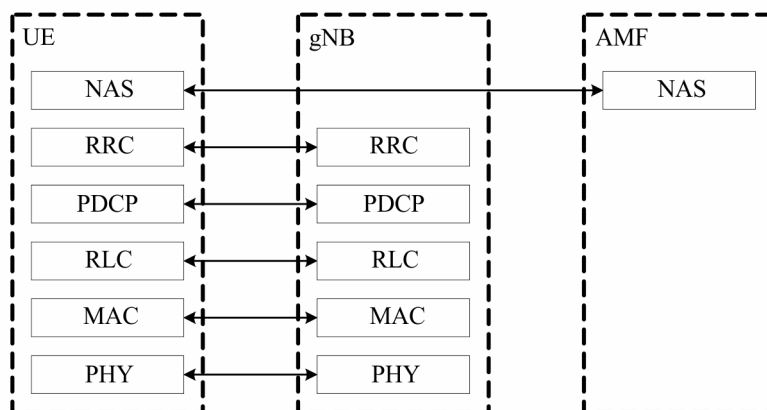 UE gNB AMF
NAS NAS
RRC RRC
PDCP PDCP
RLC RLC
MAC MAC
PHY PHY